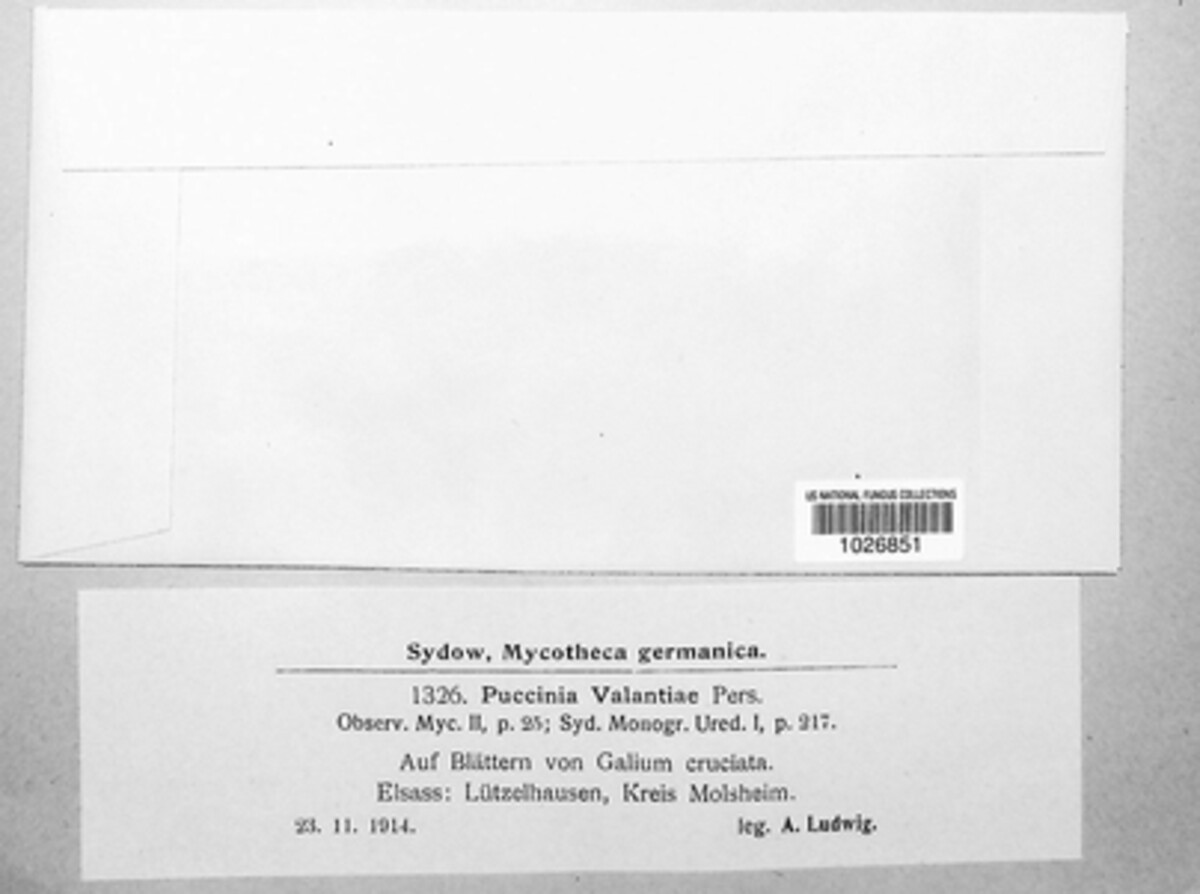 US NATIONAL FUNGUS COLLECTIONS
1026851
Sydow, Mycotheca germanica.
1326. Puccinia Valantiae Pers.
Observ. Myc. II, p. 25; Syd. Monogr. Ured. I, p. 217.
Auf Blättern von Galium cruciata.
Elsass: Lützelhausen, Kreis Molsheim.
23. 11. 1914. leg. A. Ludwig.